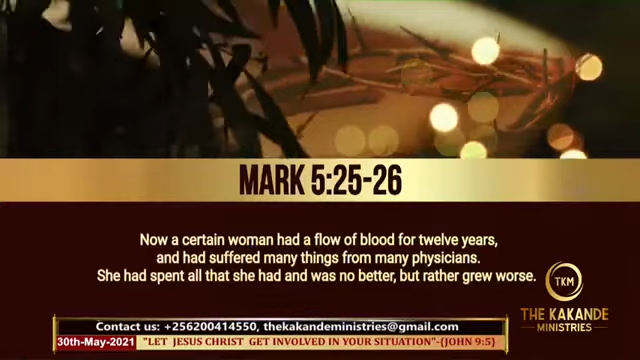 MARK 5:25-26
Now a certain woman had a flow of blood for twelve years,
and had suffered many things from many physicians.
She had spent all that she had and was no better, but rather grew worse.
TKM
THE KAKANDE
MINISTRIES
Contact us: +256200414550, thekakandeministries@gmail.com
30th-May-2021 "LET JESUS CHRIST GET INVOLVED IN YOUR SITUATION"-(JOHN 9:5)